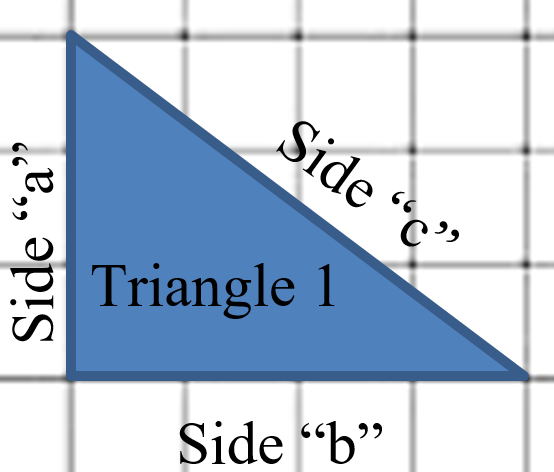 Side “a”
Side “c”
Triangle 1
Side “b”